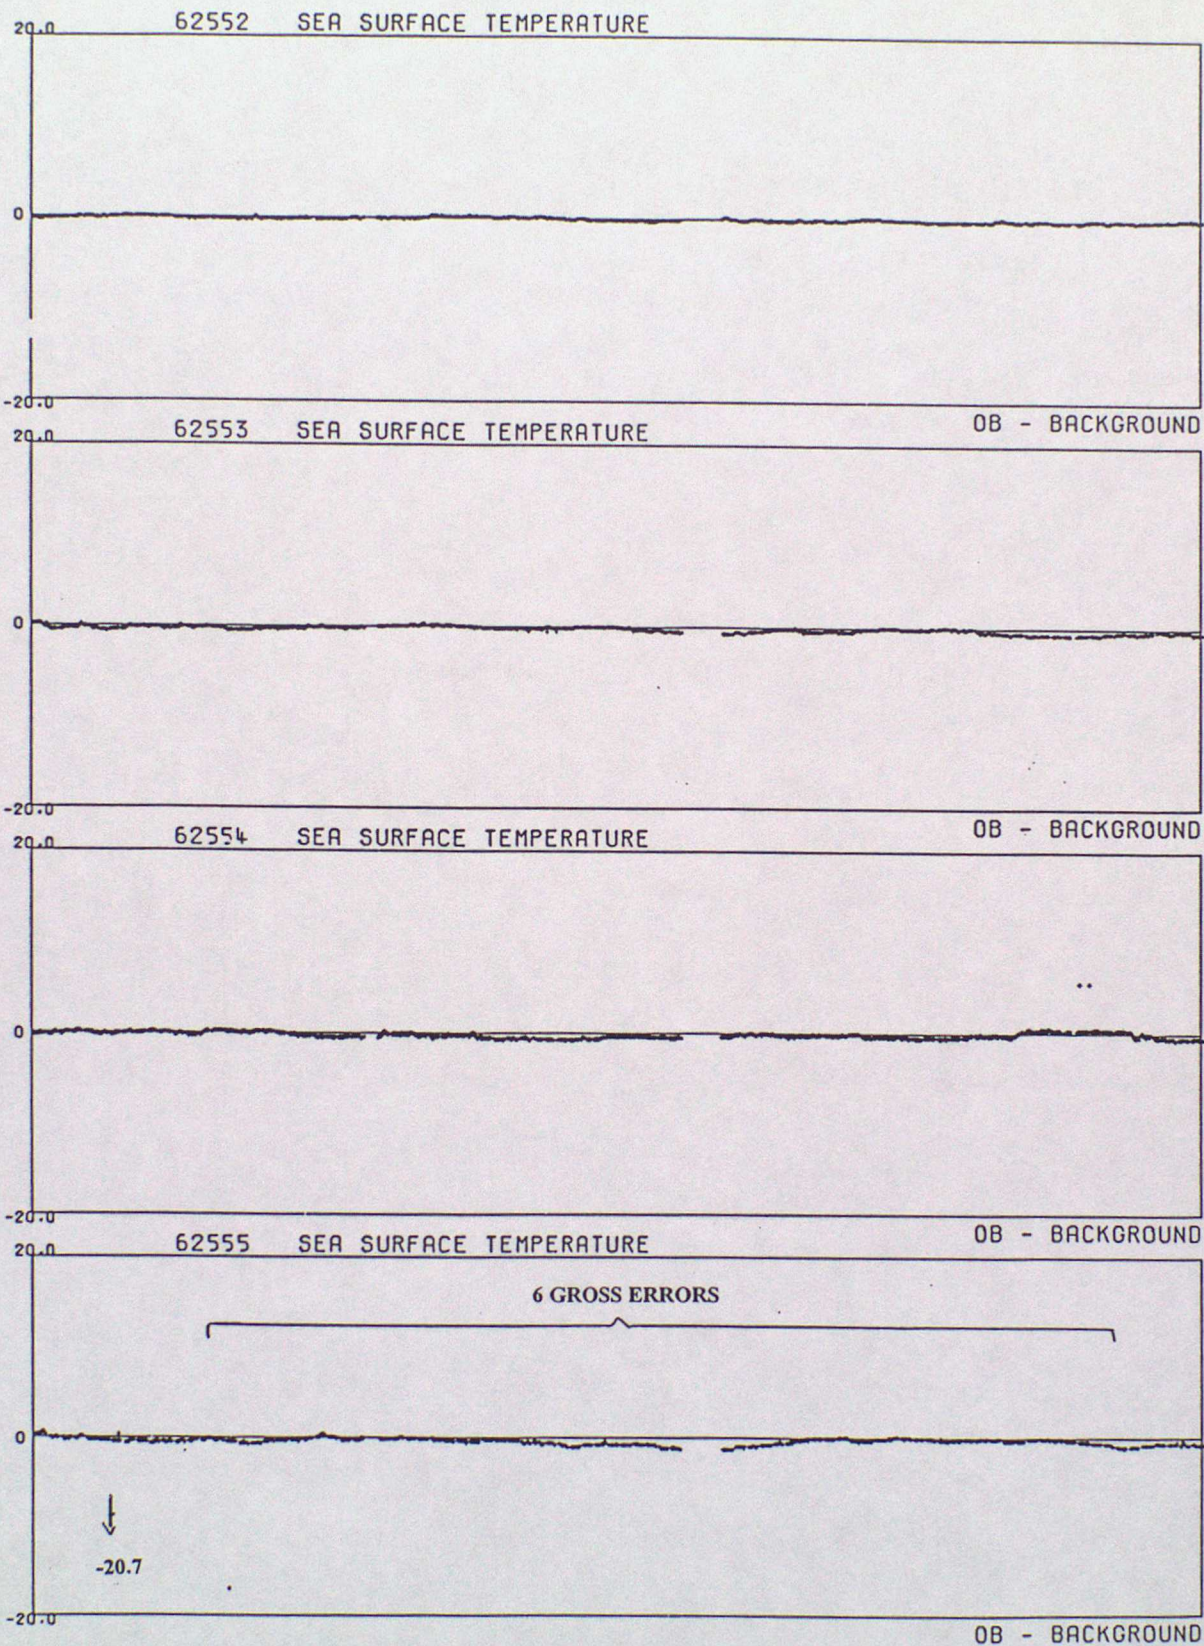 20.0 62552 SEA SURFACE TEMPERATURE
0
-20.0
OB - BACKGROUND
20.0 62553 SEA SURFACE TEMPERATURE
0
-20.0
OB - BACKGROUND
20.0 62554 SEA SURFACE TEMPERATURE
0
-20.0
OB - BACKGROUND
20.0 62555 SEA SURFACE TEMPERATURE
6 GROSS ERRORS
0
-20.7
-20.0
OB - BACKGROUND